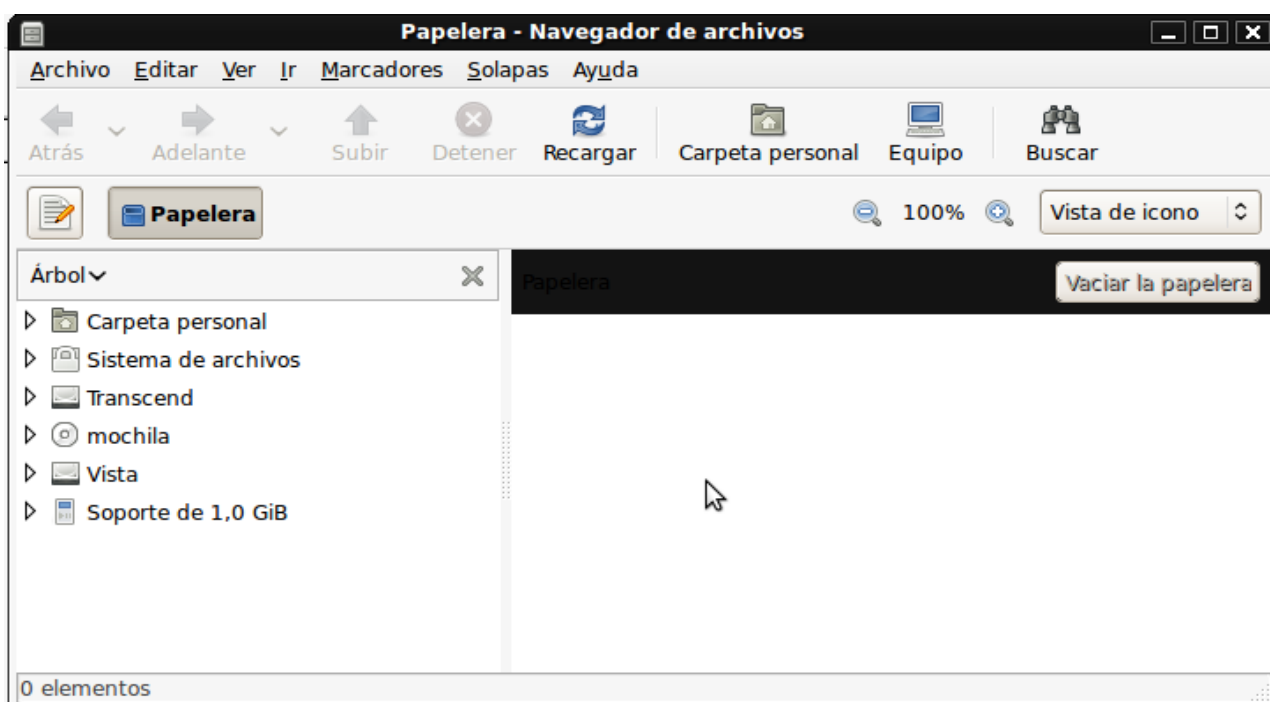 Papelera - Navegador de archivos
Archivo Editar Ver Ir Marcadores Solapas Ayuda
Atrás Adelante Subir Detener Recargar Carpeta personal Equipo Buscar
Papelera 100% Vista de icono
Árbol Papelera Vaciar la papelera
Carpeta personal
Sistema de archivos
Transcend
mochila
Vista
Soporte de 1,0 GiB
0 elementos